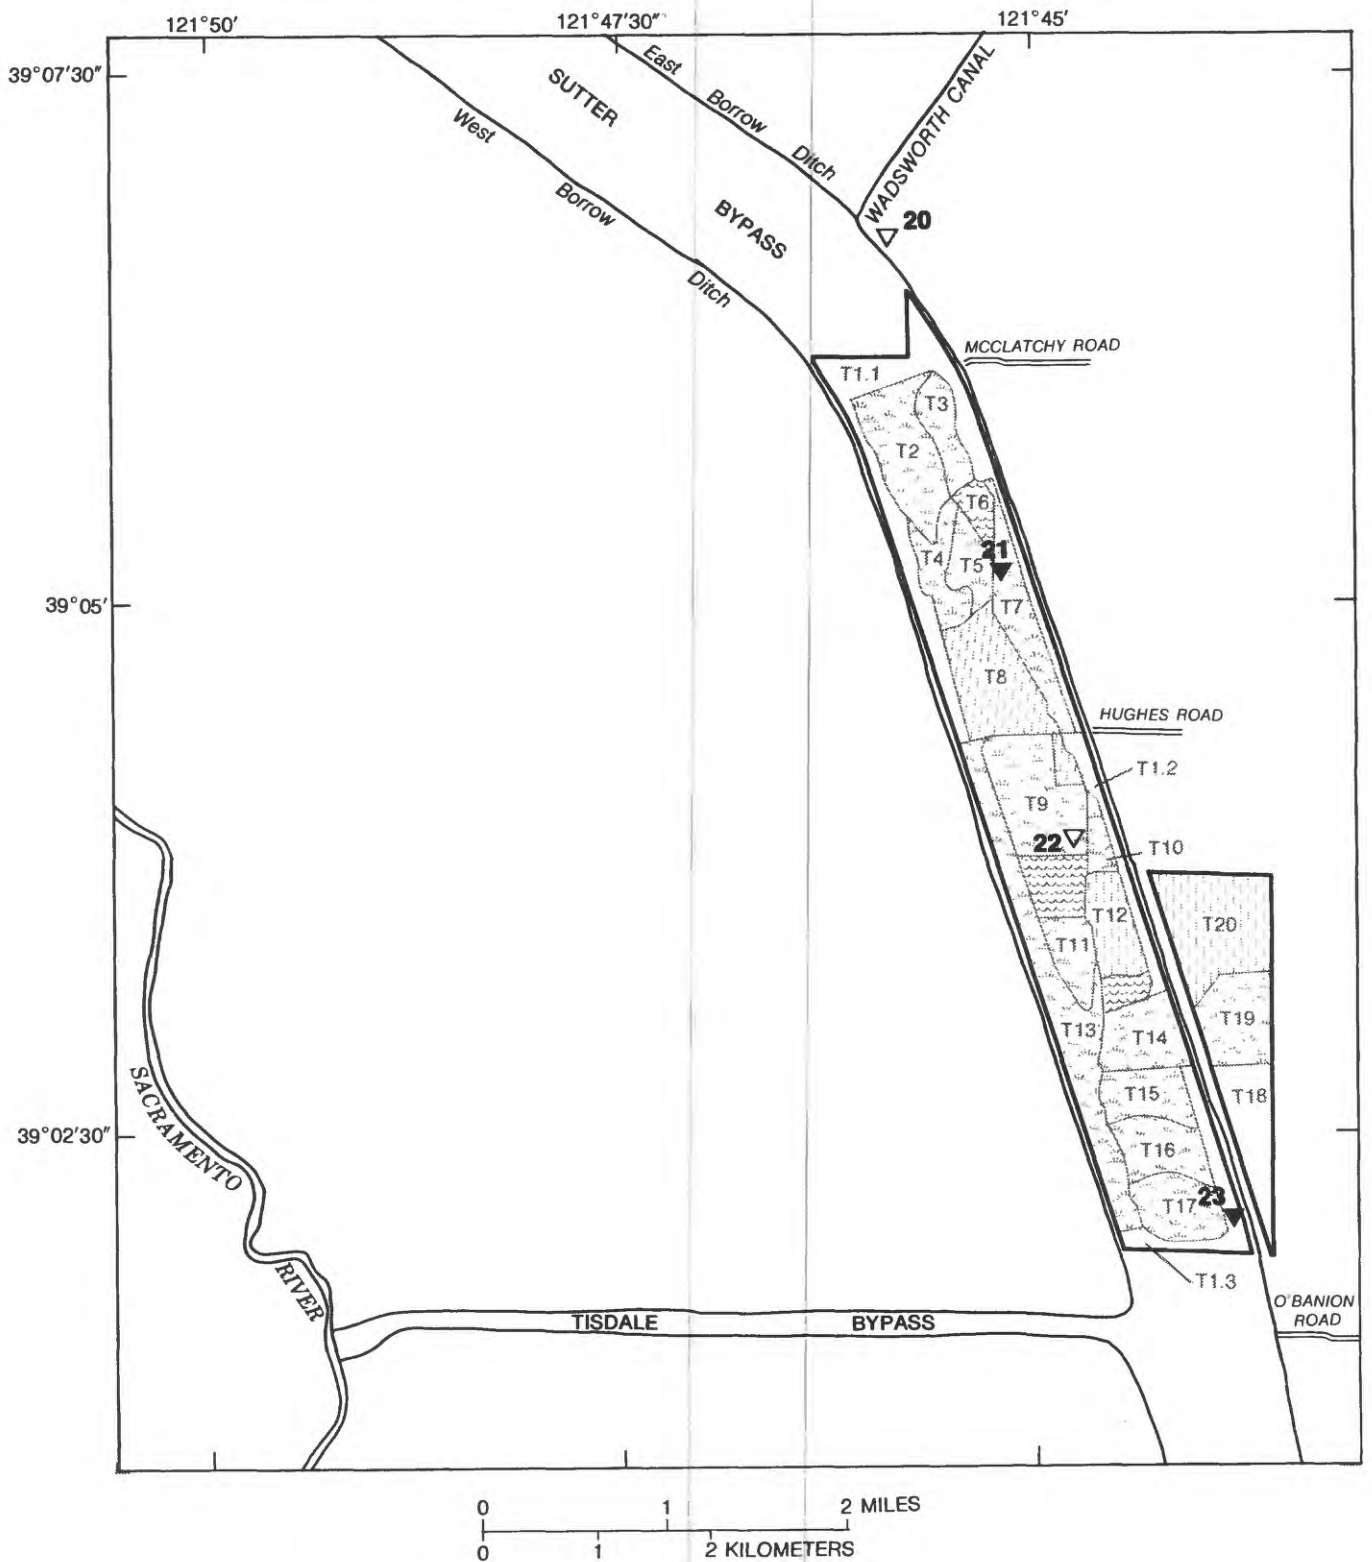 121°50′
121°47′30″
121°45′
39°07′30″
East
Borrow
Ditch
SUTTER
BYPASS
West
Borrow
Ditch
WADSWORTH CANAL
20
MCCLATCHY ROAD
T1.1
T3
T2
T6
21
T4
T5
39°05′
T7
T8
HUGHES ROAD
T1.2
T9
22
T10
T12
T20
T11
T13
T14
T19
T15
T18
39°02′30″
T16
T17
23
T1.3
SACRAMENTO
RIVER
O'BANION
ROAD
TISDALE BYPASS
0 1 2 MILES
0 1 2 KILOMETERS